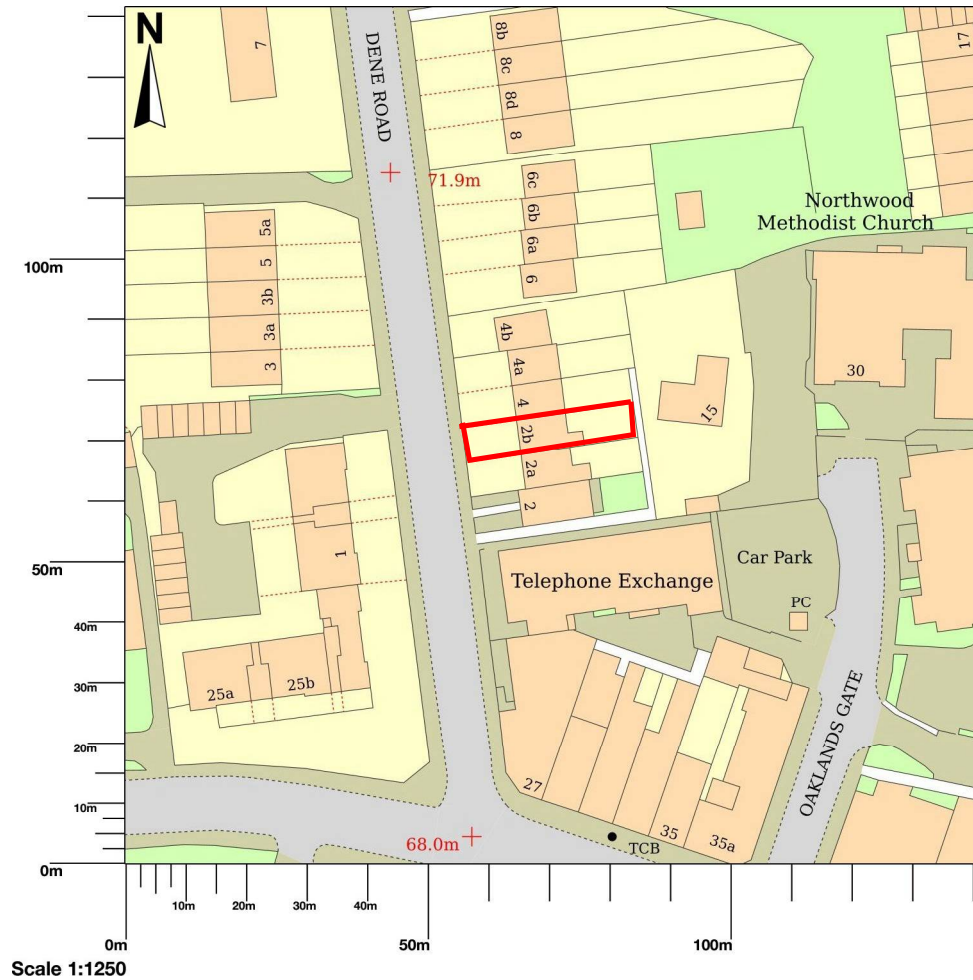 N
7
DENE ROAD
8b
8c
8d
8
17
71.9m
6c
6b
6a
6
Northwood
Methodist Church
5a
5
3b
3a
3
100m
4b
4a
4
2b
2a
2
15
30
1
50m
Telephone Exchange
Car Park
PC
40m
30m
25a
25b
20m
10m
27
35
35a
OAKLANDS GATE
68.0m
TCB
0m
10m
20m
30m
40m
0m
50m
100m
Scale 1:1250